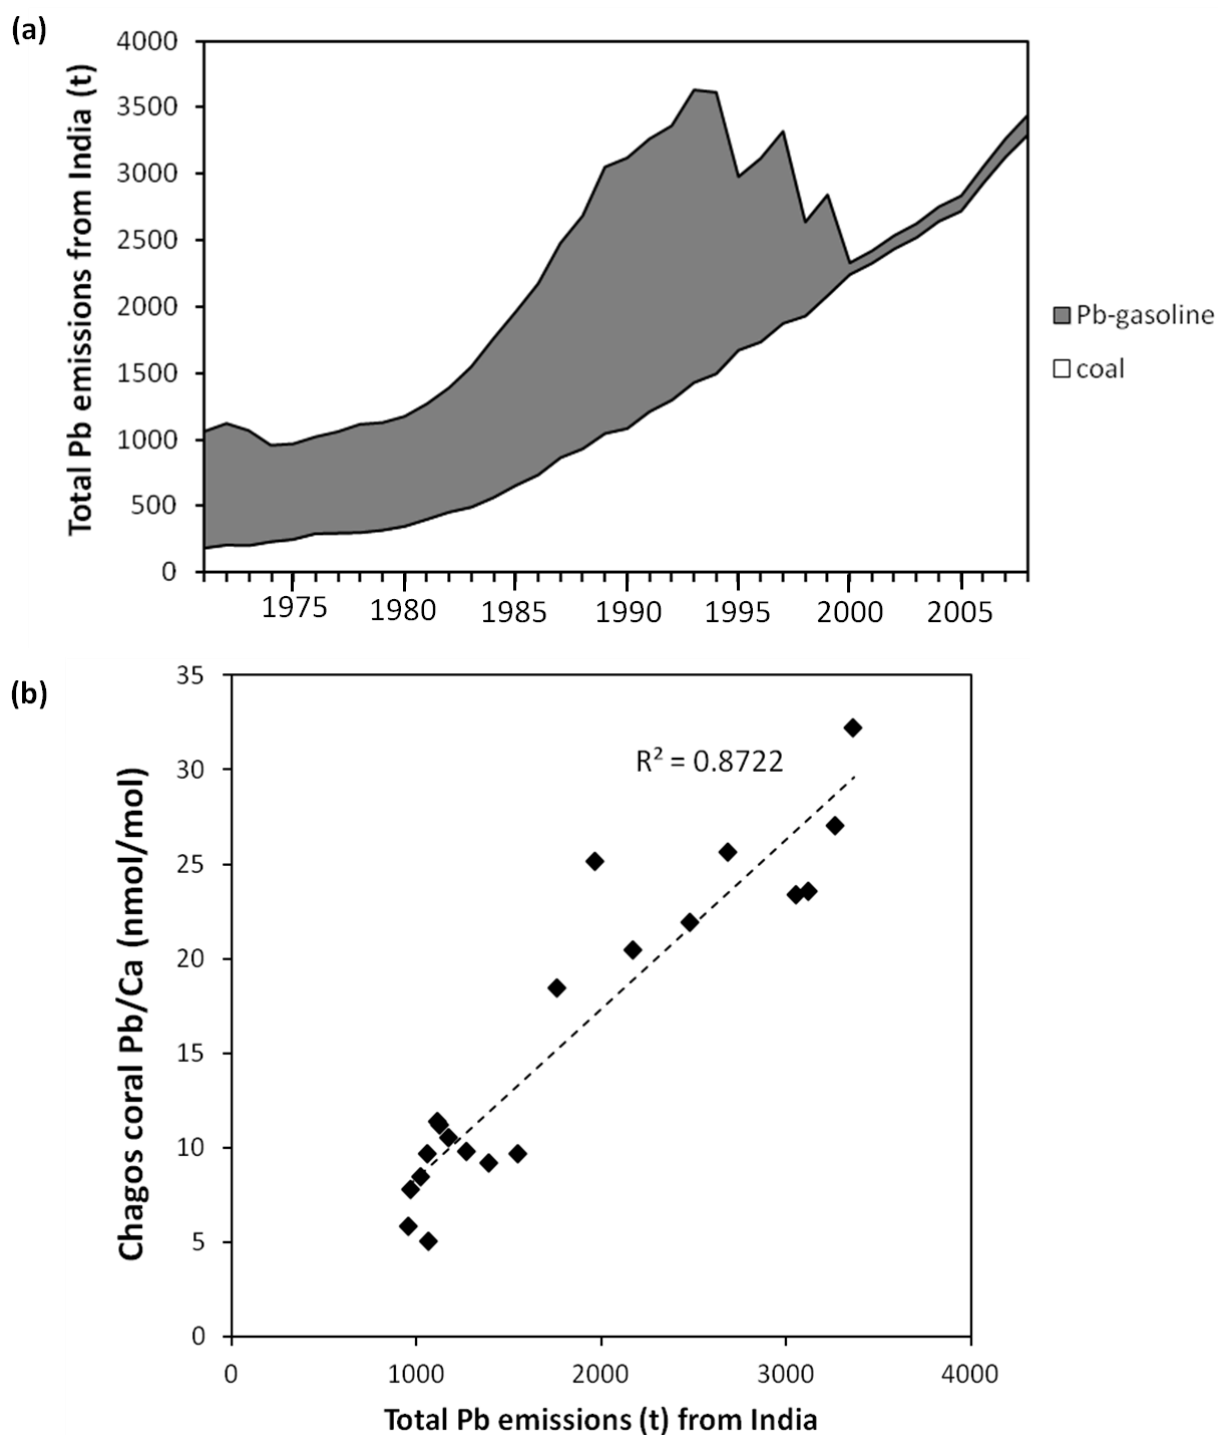 (a)
Total Pb emissions from India (t)
4000
3500
3000
2500
2000
1500
1000
500
0
1975 1980 1985 1990 1995 2000 2005
Pb-gasoline
coal
(b)
Chagos coral Pb/Ca (nmol/mol)
35
30
25
20
15
10
5
0
R² = 0.8722
0 1000 2000 3000 4000
Total Pb emissions (t) from India